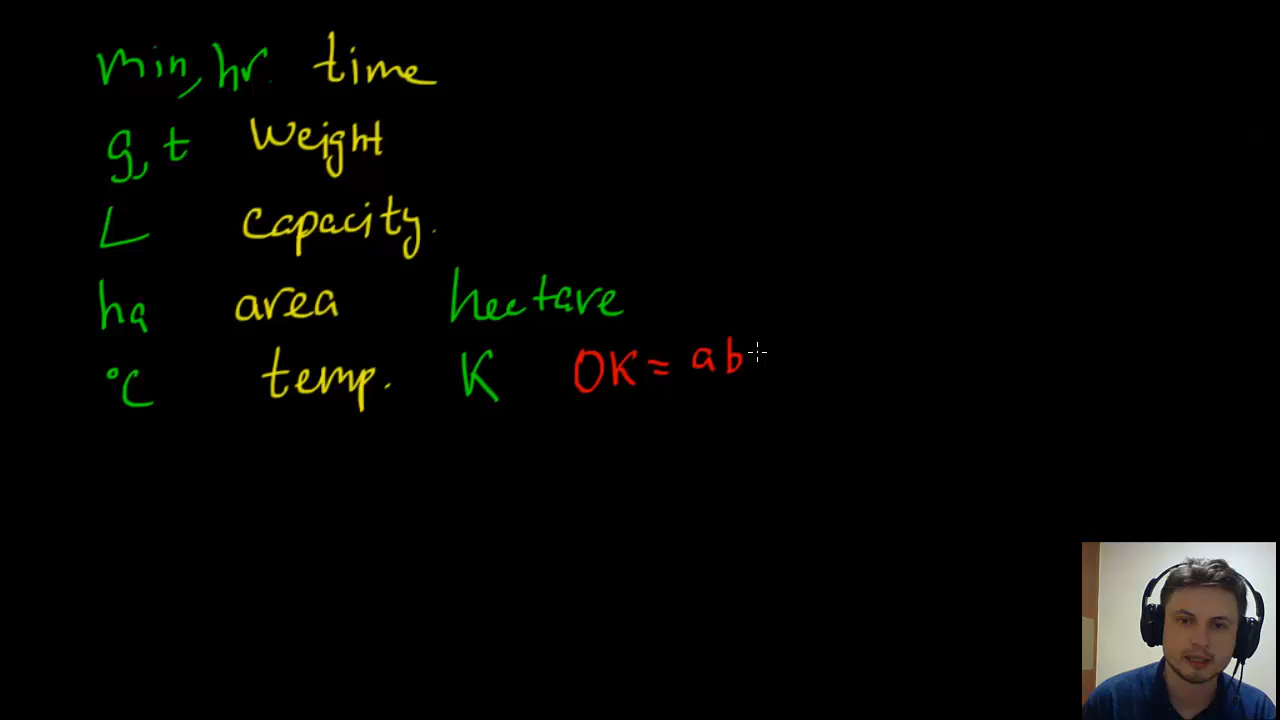 min, hr. time
g, t weight
L capacity.
ha area hectare
°C temp. K 0K = ab